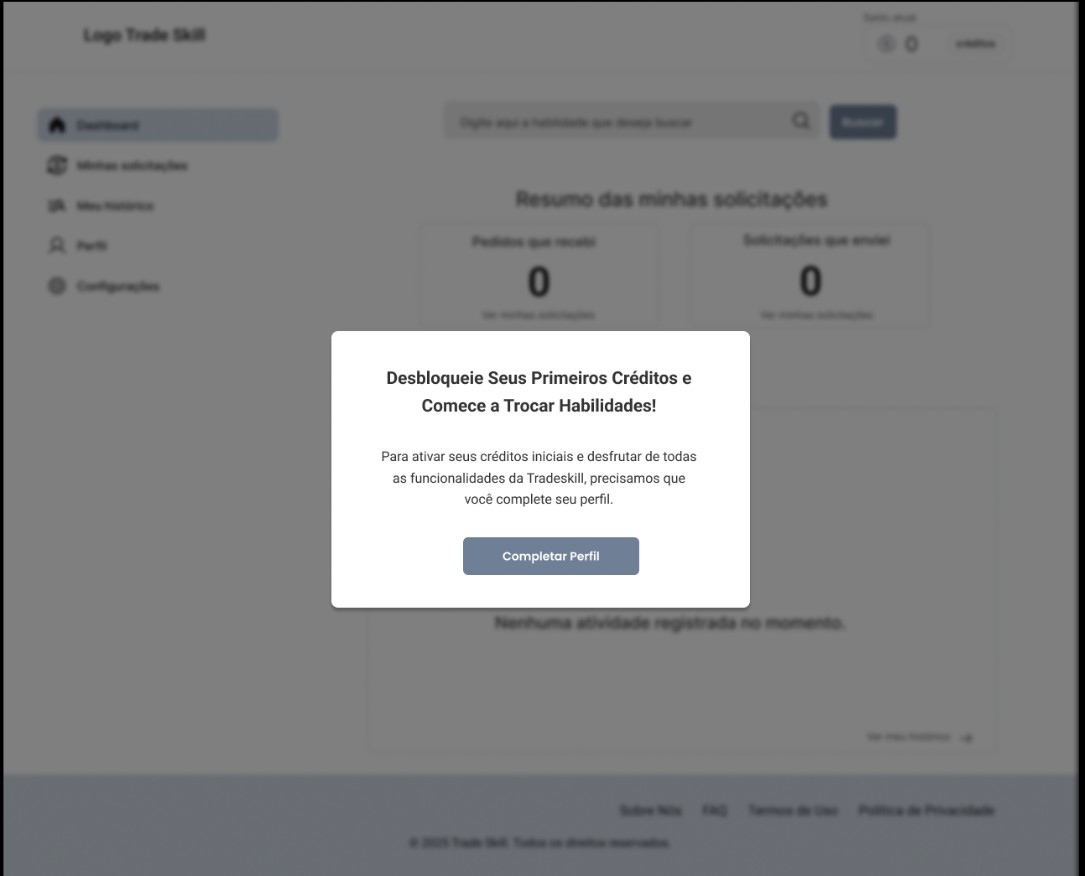 Logo Trade Skill
Saldo atual
0
créditos
Dashboard
Digite aqui a habilidade que deseja buscar
Buscar
Minhas solicitações
Meu histórico
Perfil
Configurações
Resumo das minhas solicitações
Pedidos que recebi
Solicitações que enviei
0
0
Ver minhas solicitações
Ver minhas solicitações
Desbloqueie Seus Primeiros Créditos e
Comece a Trocar Habilidades!
Para ativar seus créditos iniciais e desfrutar de todas
as funcionalidades da Tradeskill, precisamos que
você complete seu perfil.
Completar Perfil
Nenhuma atividade registrada no momento.
Ver meu histórico
Sobre Nós
FAQ
Termos de Uso
Política de Privacidade
© 2025 Trade Skill. Todos os direitos reservados.